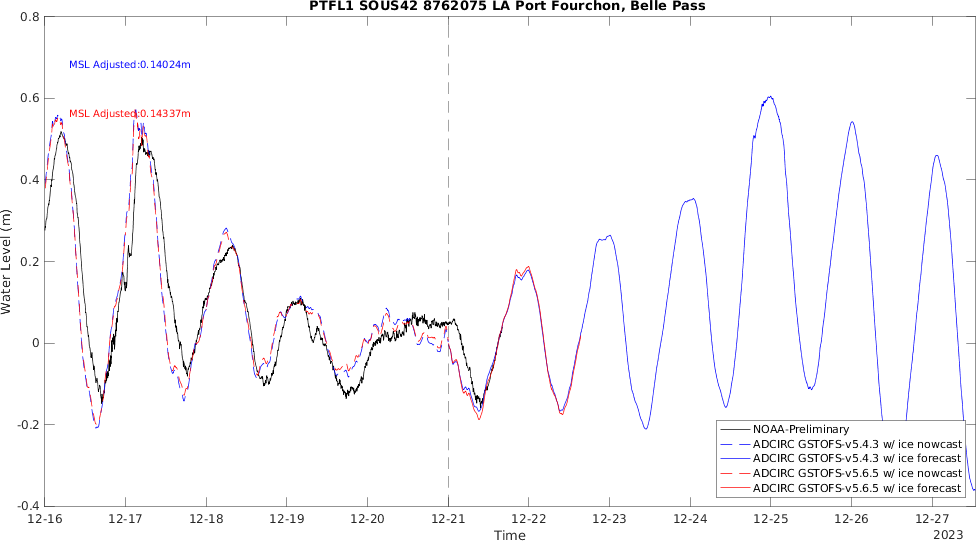 PTFL1 SOUS42 8762075 LA Port Fourchon, Belle Pass
0.8
MSL Adjusted:0.14024m
0.6
MSL Adjusted:0.14337m
0.4
0.2
0
-0.2
-0.4
Water Level (m)
NOAA-Preliminary
ADCIRC GSTOFS-v5.4.3 w/ ice nowcast
ADCIRC GSTOFS-v5.4.3 w/ ice forecast
ADCIRC GSTOFS-v5.6.5 w/ ice nowcast
ADCIRC GSTOFS-v5.6.5 w/ ice forecast
12-16 12-17 12-18 12-19 12-20 12-21 12-22 12-23 12-24 12-25 12-26 12-27
Time
2023